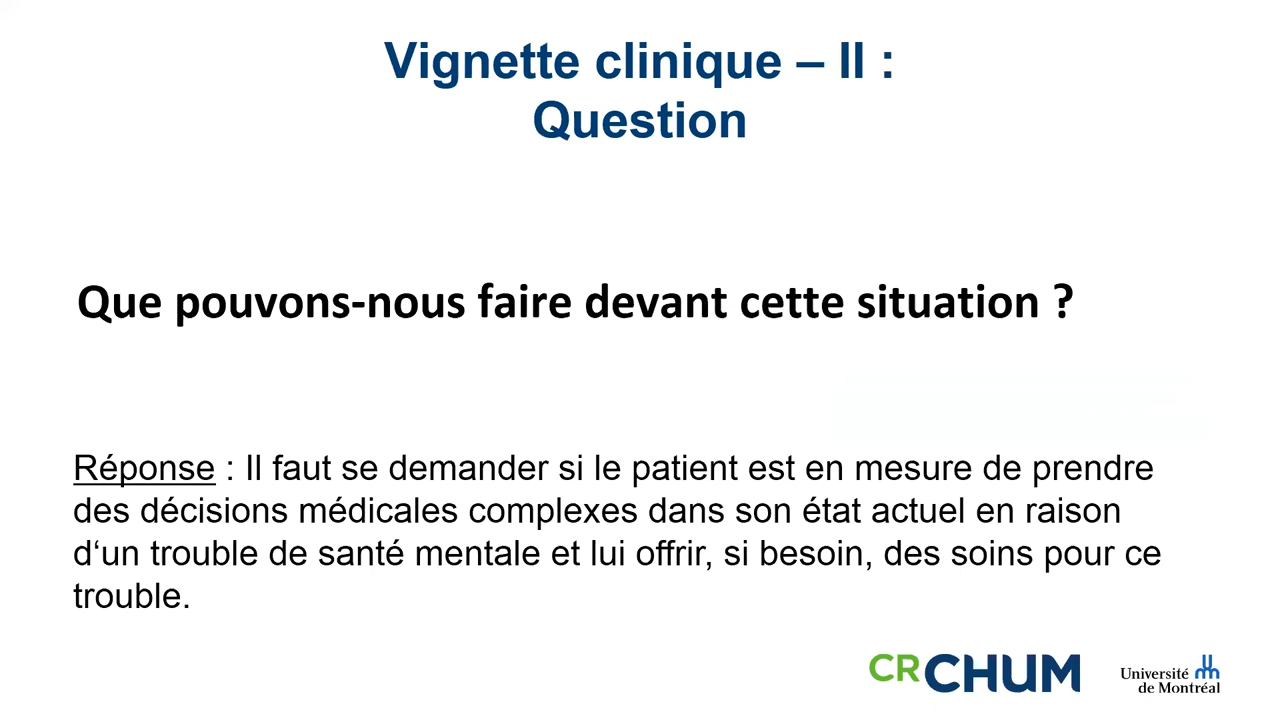 Vignette clinique – II :
Question
Que pouvons-nous faire devant cette situation ?
Réponse : Il faut se demander si le patient est en mesure de prendre
des décisions médicales complexes dans son état actuel en raison
d‘un trouble de santé mentale et lui offrir, si besoin, des soins pour ce
trouble.
CRCHUM
Université
de Montréal